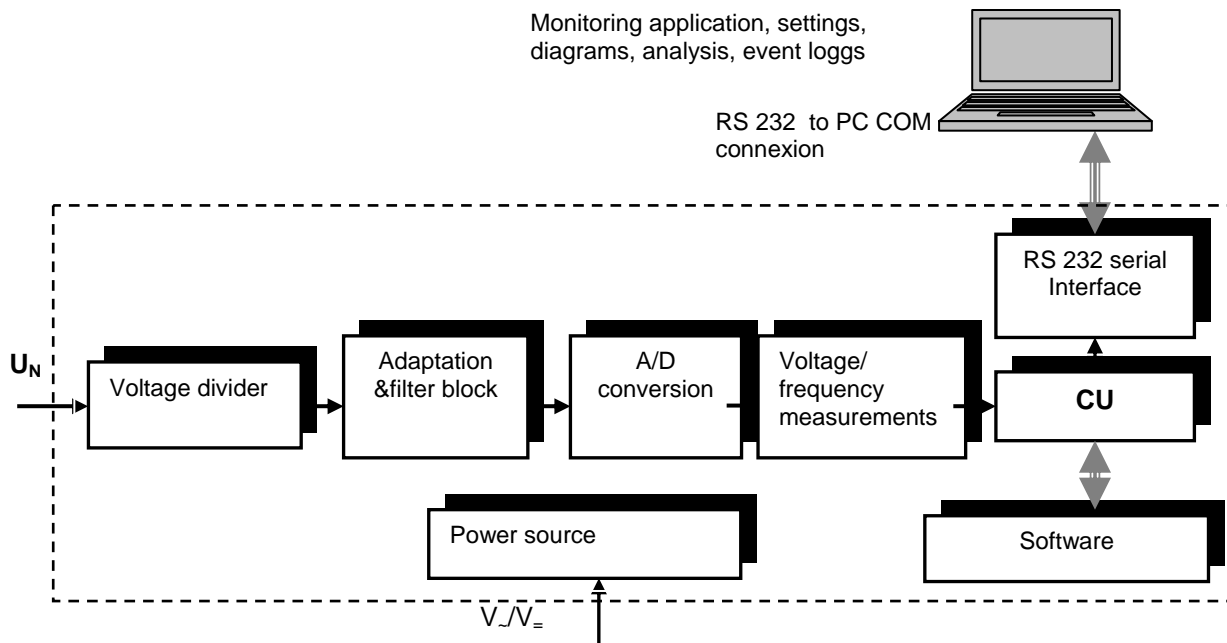 Monitoring application, settings,
diagrams, analysis, event loggs
RS 232 to PC COM
connexion
RS 232 serial
Interface
U_N
Voltage divider
Adaptation
&filter block
A/D
conversion
Voltage/
frequency
measurements
CU
Power source
Software
V~/V=